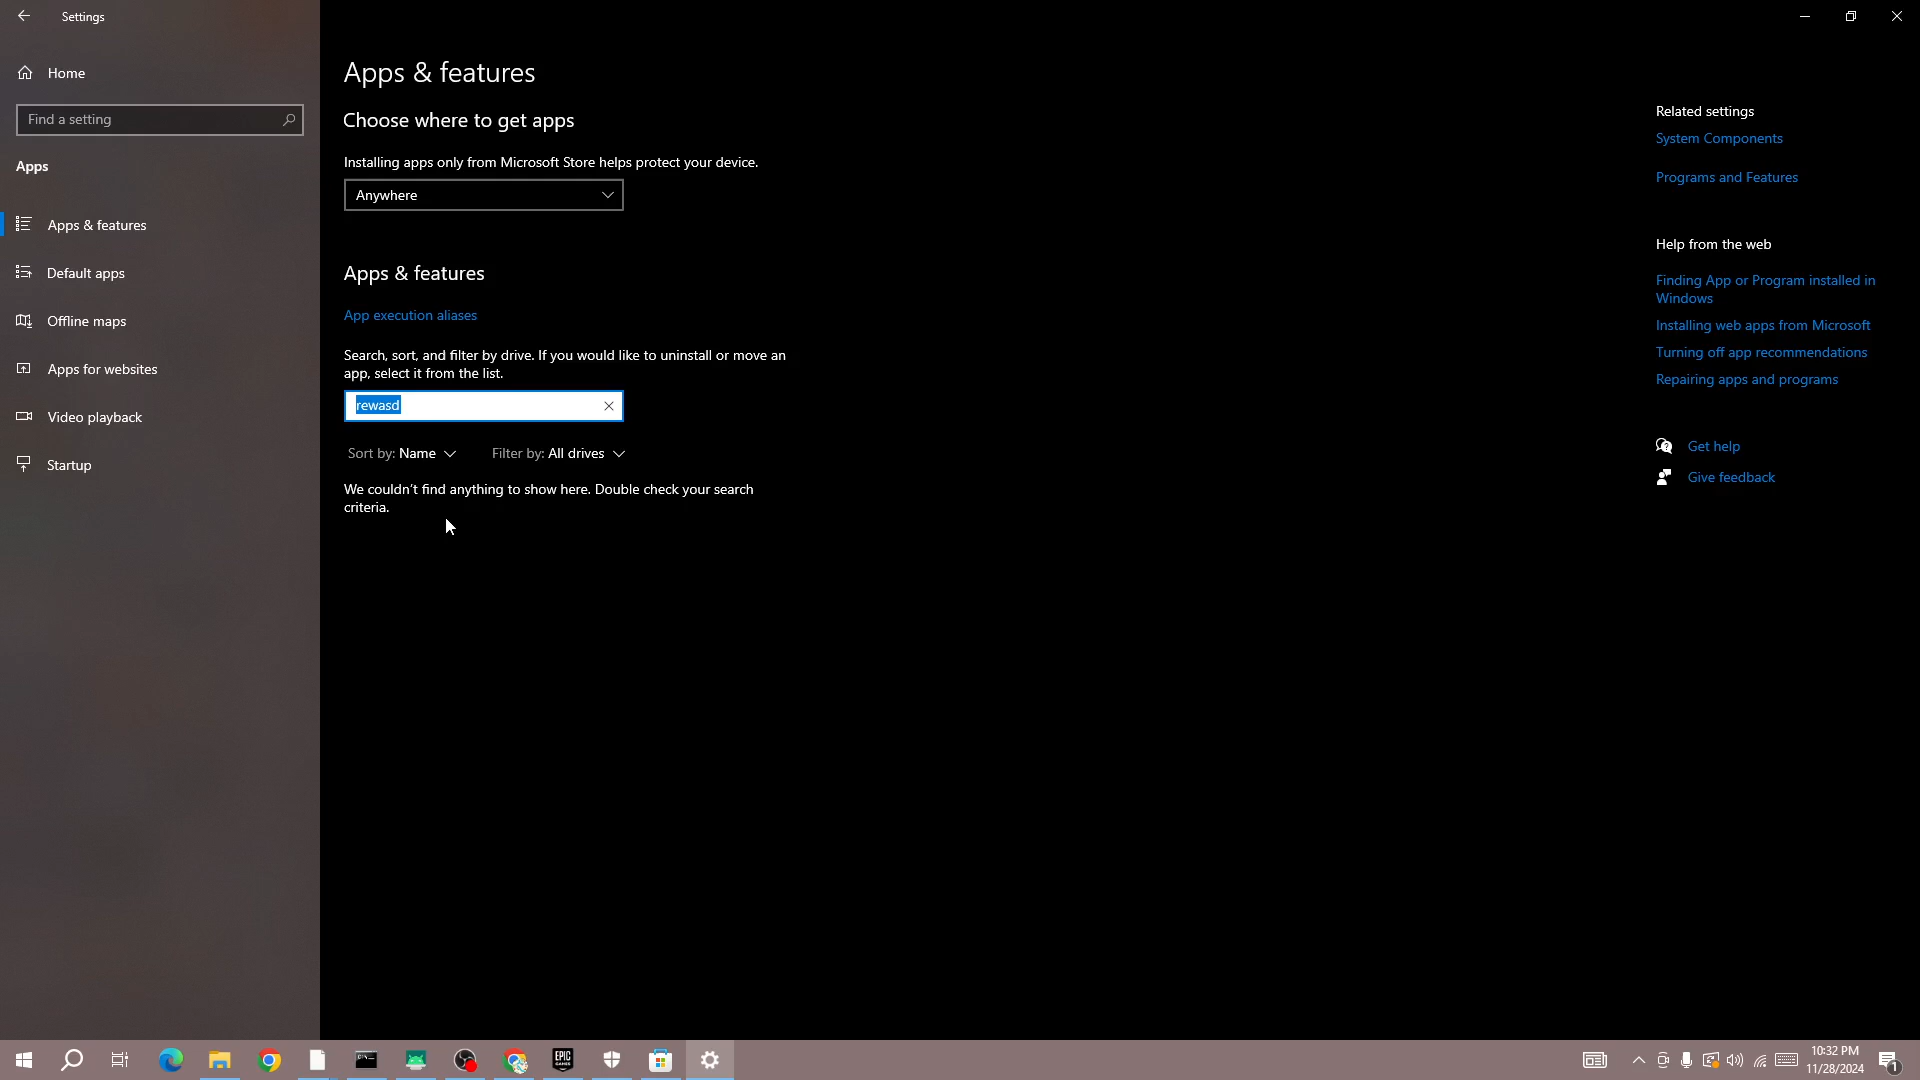 Settings
Home
Find a setting
Apps
Apps & features
Default apps
Offline maps
Apps for websites
Video playback
Startup
Apps & features
Choose where to get apps
Installing apps only from Microsoft Store helps protect your device.
Anywhere
Apps & features
App execution aliases
Search, sort, and filter by drive. If you would like to uninstall or move an
app, select it from the list.
rewasd
Sort by: Name
Filter by: All drives
We couldn't find anything to show here. Double check your search
criteria.
Related settings
System Components
Programs and Features
Help from the web
Finding App or Program installed in
Windows
Installing web apps from Microsoft
Turning off app recommendations
Repairing apps and programs
Get help
Give feedback
EPIC
GAMES
10:32 PM
11/28/2024
1